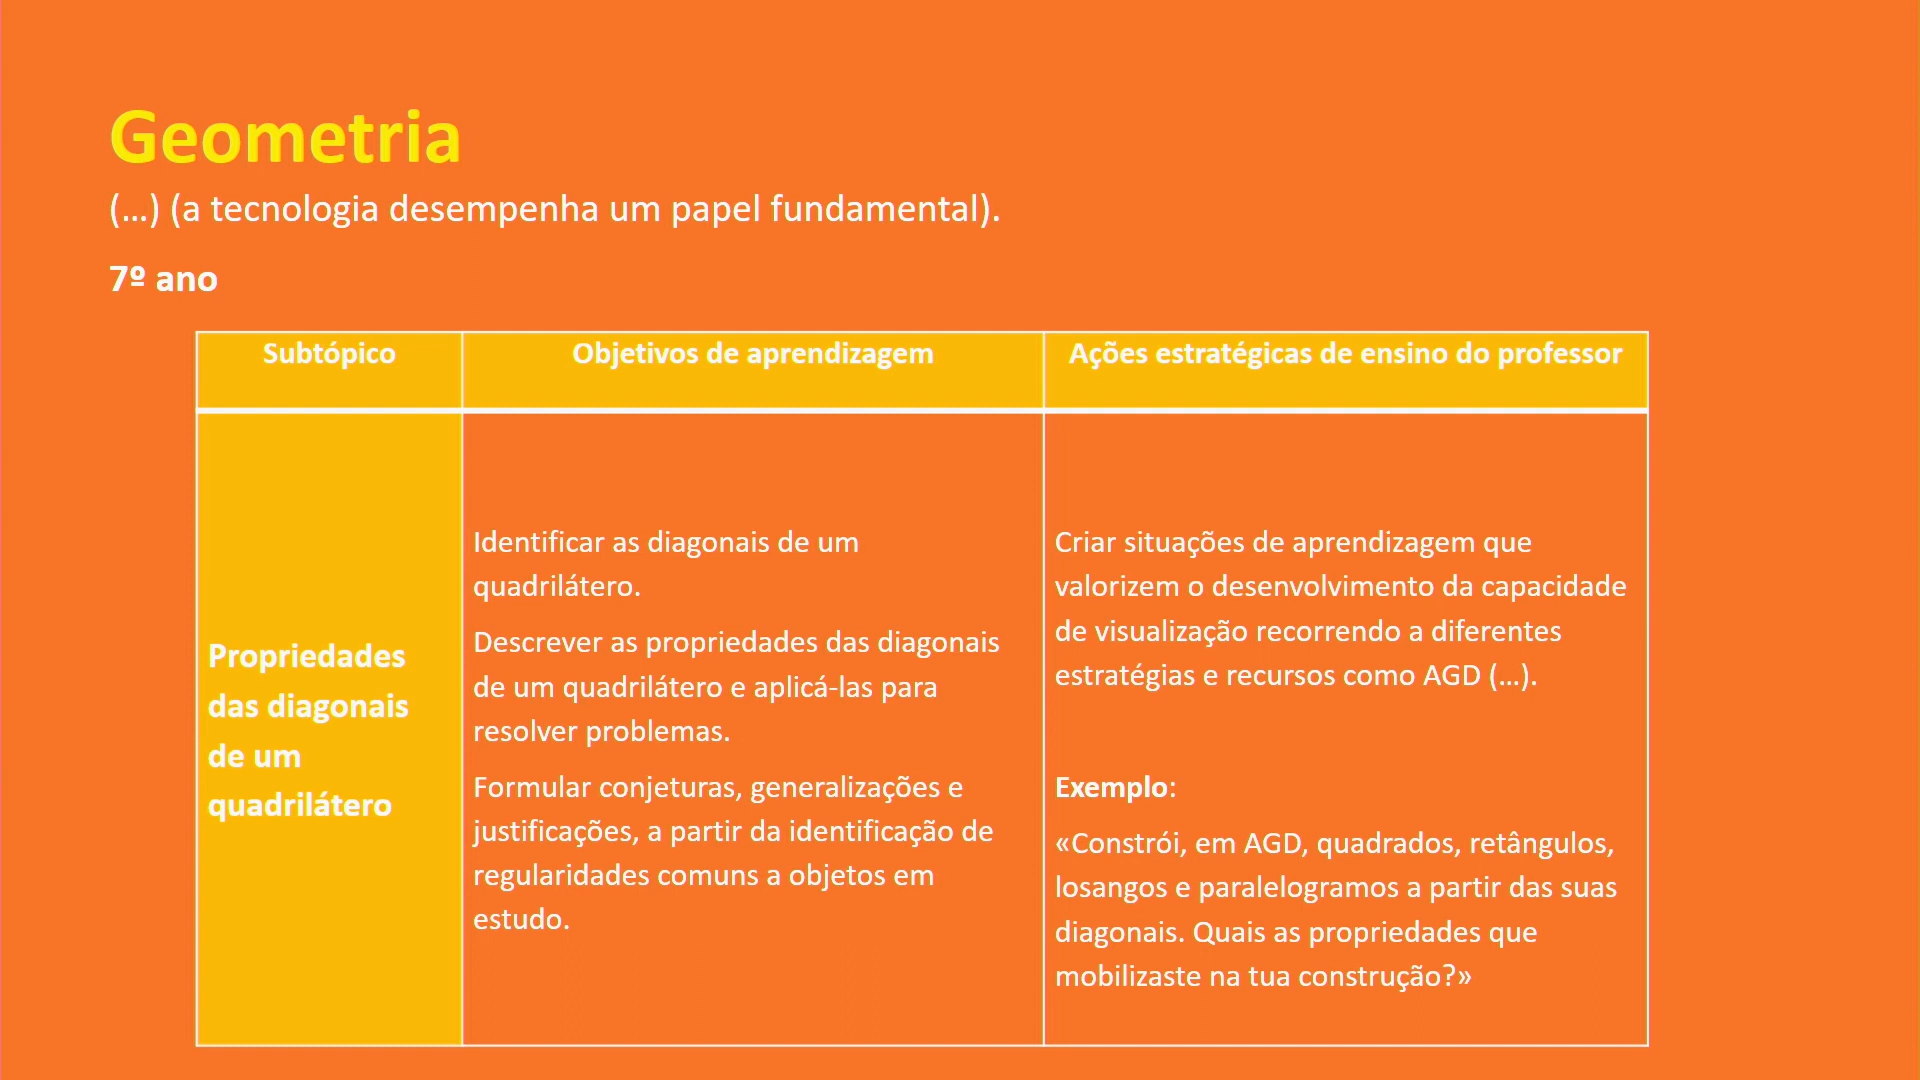 Geometria
(…) (a tecnologia desempenha um papel fundamental).
7º ano
Subtópico
Objetivos de aprendizagem
Ações estratégicas de ensino do professor
Propriedades
das diagonais
de um
quadrilátero
Identificar as diagonais de um
quadrilátero.
Descrever as propriedades das diagonais
de um quadrilátero e aplicá-las para
resolver problemas.
Formular conjeturas, generalizações e
justificações, a partir da identificação de
regularidades comuns a objetos em
estudo.
Criar situações de aprendizagem que
valorizem o desenvolvimento da capacidade
de visualização recorrendo a diferentes
estratégias e recursos como AGD (…).
Exemplo:
«Constrói, em AGD, quadrados, retângulos,
losangos e paralelogramos a partir das suas
diagonais. Quais as propriedades que
mobilizaste na tua construção?»